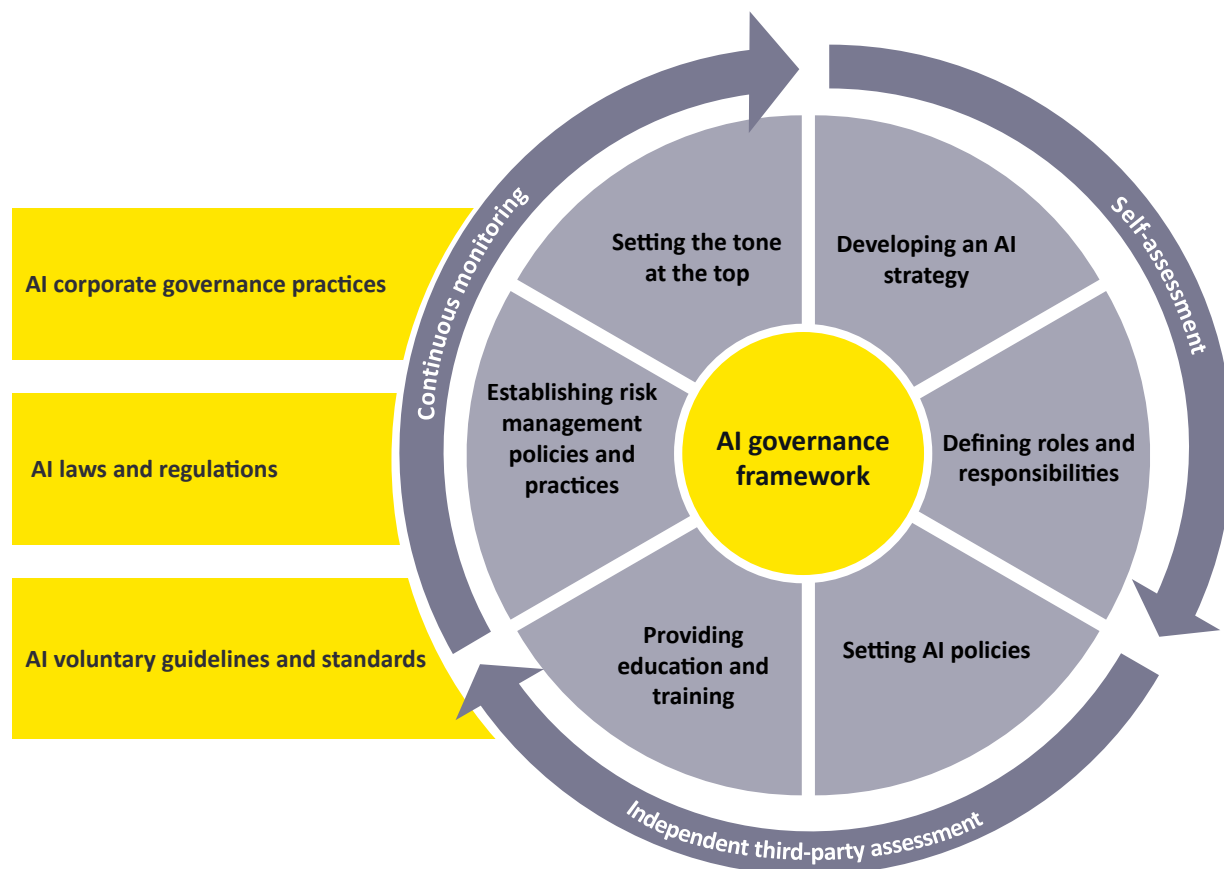 AI corporate governance practices
AI laws and regulations
AI voluntary guidelines and standards
Continuous monitoring
Self-assessment
Independent third-party assessment
Setting the tone
at the top
Developing an AI
strategy
Defining roles and
responsibilities
Setting AI policies
Providing
education and
training
Establishing risk
management
policies and
practices
AI governance
framework